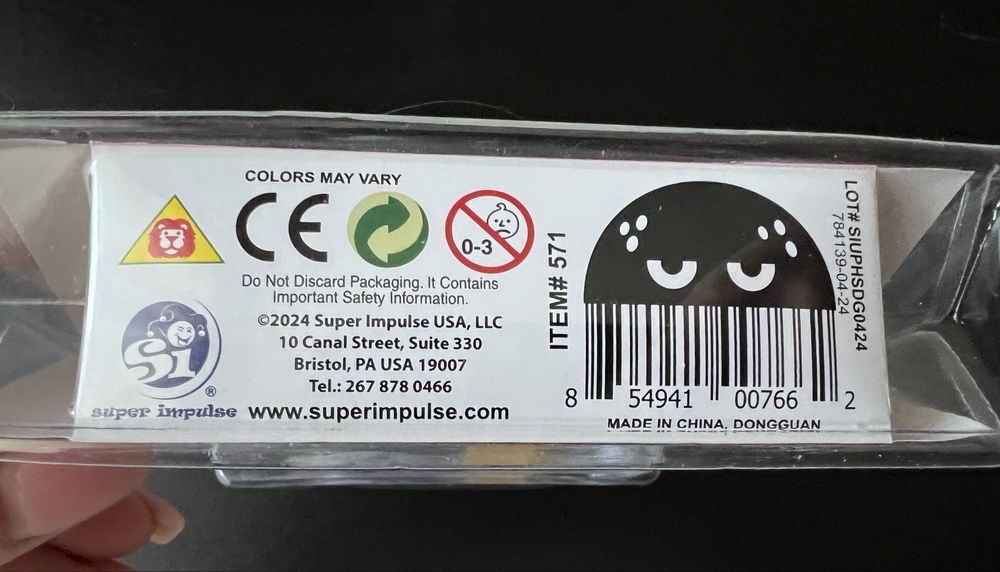 COLORS MAY VARY
CE
0-3
Do Not Discard Packaging. It Contains
Important Safety Information.
©2024 Super Impulse USA, LLC
10 Canal Street, Suite 330
Bristol, PA USA 19007
Tel.: 267 878 0466
www.superimpulse.com
Si ®
super impulse
ITEM# 571
8 54941 00766 2
MADE IN CHINA, DONGGUAN
LOT# SIUPHSDG0424
784139-04-24